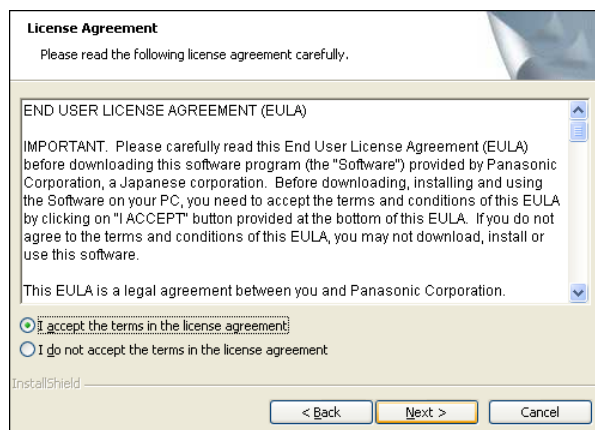 License Agreement
Please read the following license agreement carefully.
END USER LICENSE AGREEMENT (EULA)
IMPORTANT.  Please carefully read this End User License Agreement (EULA)
before downloading this software program (the "Software") provided by Panasonic
Corporation, a Japanese corporation.  Before downloading, installing and using
the Software on your PC, you need to accept the terms and conditions of this EULA
by clicking on "I ACCEPT" button provided at the bottom of this EULA.  If you do not
agree to the terms and conditions of this EULA, you may not download, install or
use this software.
This EULA is a legal agreement between you and Panasonic Corporation.
I accept the terms in the license agreement
I do not accept the terms in the license agreement
InstallShield
< Back
Next >
Cancel